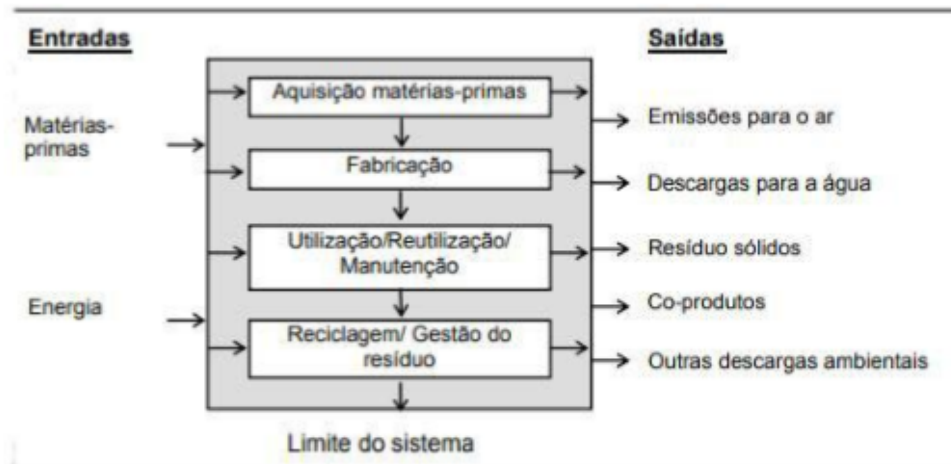 Entradas
Saídas
Aquisição matérias-primas
Matérias-
primas
Emissões para o ar
Fabricação
Descargas para a água
Utilização/Reutilização/
Manutenção
Resíduo sólidos
Energia
Co-produtos
Reciclagem/ Gestão do
resíduo
Outras descargas ambientais
Limite do sistema